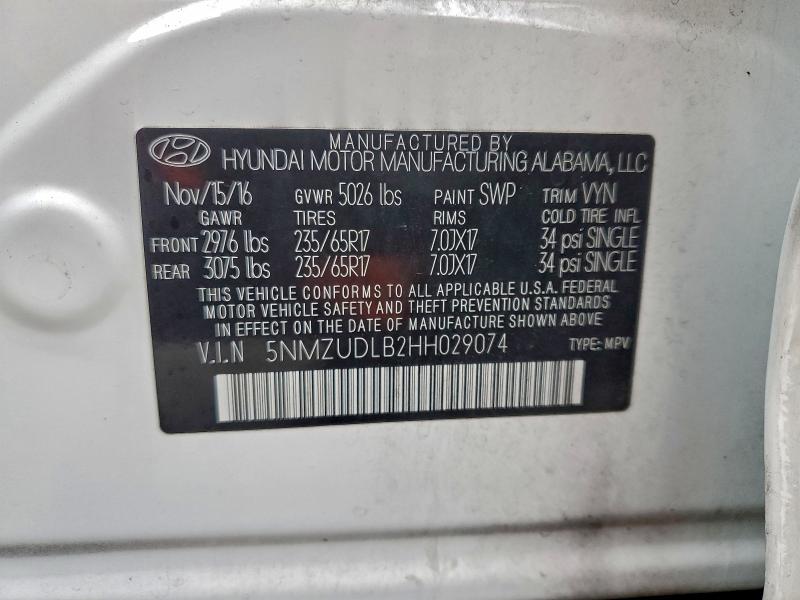 MANUFACTURED BY
HYUNDAI MOTOR MANUFACTURING ALABAMA, LLC
Nov/15/16 GVWR 5026 lbs PAINT SWP TRIM VYN
GAWR TIRES RIMS COLD TIRE INFL
FRONT 2976 lbs 235/65R17 7.0JX17 34 psi SINGLE
REAR 3075 lbs 235/65R17 7.0JX17 34 psi SINGLE
THIS VEHICLE CONFORMS TO ALL APPLICABLE U.S.A. FEDERAL
MOTOR VEHICLE SAFETY AND THEFT PREVENTION STANDARDS
IN EFFECT ON THE DATE OF MANUFACTURE SHOWN ABOVE.
V.I.N 5NMZUDLB2HH029074 TYPE: MPV